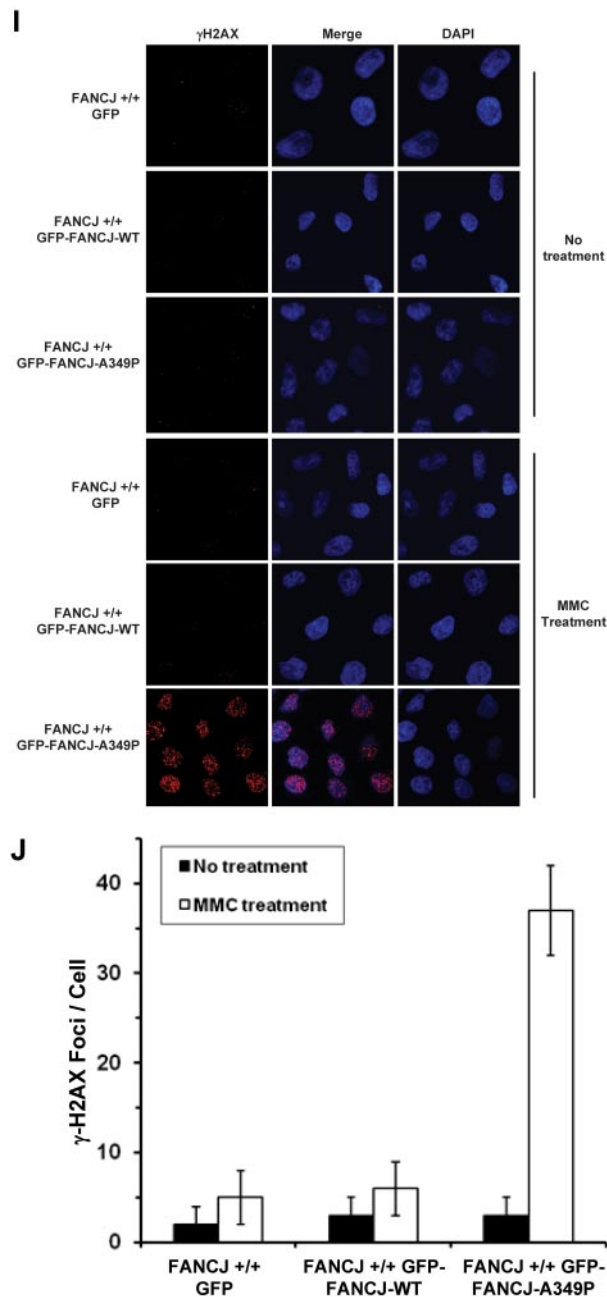 I
γH2AX Merge DAPI
FANCJ +/+
GFP
FANCJ +/+
GFP-FANCJ-WT
No
treatment
FANCJ +/+
GFP-FANCJ-A349P
FANCJ +/+
GFP
FANCJ +/+
GFP-FANCJ-WT
MMC
Treatment
FANCJ +/+
GFP-FANCJ-A349P
J
No treatment
MMC treatment
γ-H2AX Foci / Cell
40
30
20
10
0
FANCJ +/+
GFP
FANCJ +/+ GFP-
FANCJ-WT
FANCJ +/+ GFP-
FANCJ-A349P